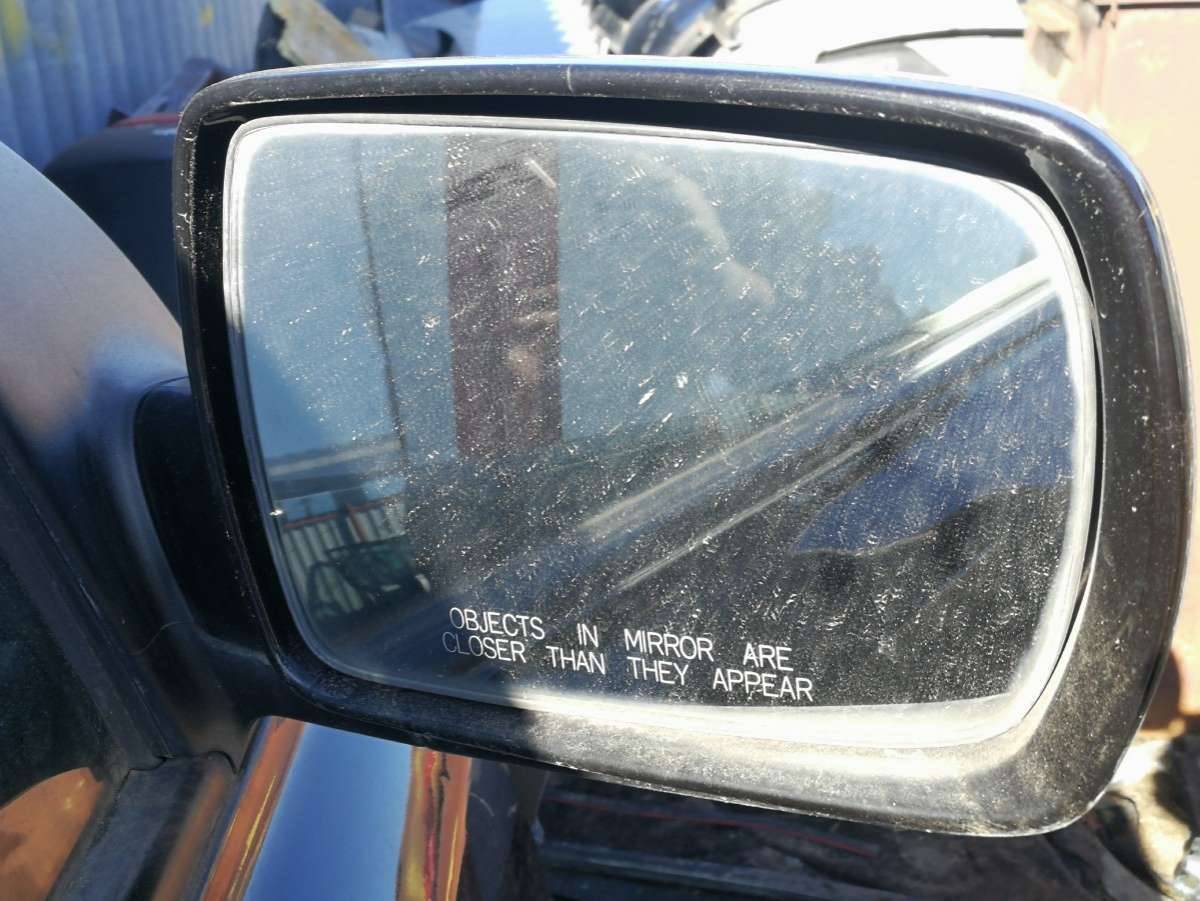 OBJECTS IN MIRROR ARE
CLOSER THAN THEY APPEAR